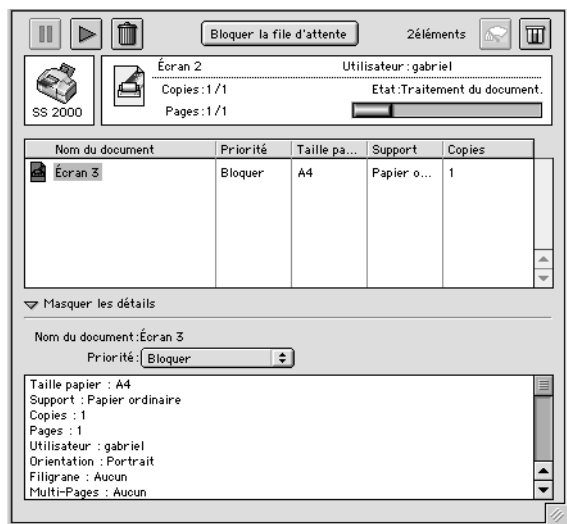 Bloquer la file d'attente
2éléments
SS 2000
Écran 2
Utilisateur : gabriel
Copies : 1 /1
Etat : Traitement du document.
Pages : 1 /1
Nom du document Priorité Taille pa... Support Copies
Écran 3 Bloquer A4 Papier o... 1
Masquer les détails
Nom du document : Écran 3
Priorité : Bloquer
Taille papier : A4
Support : Papier ordinaire
Copies : 1
Pages : 1
Utilisateur : gabriel
Orientation : Portrait
Filigrane : Aucun
Multi-Pages : Aucun